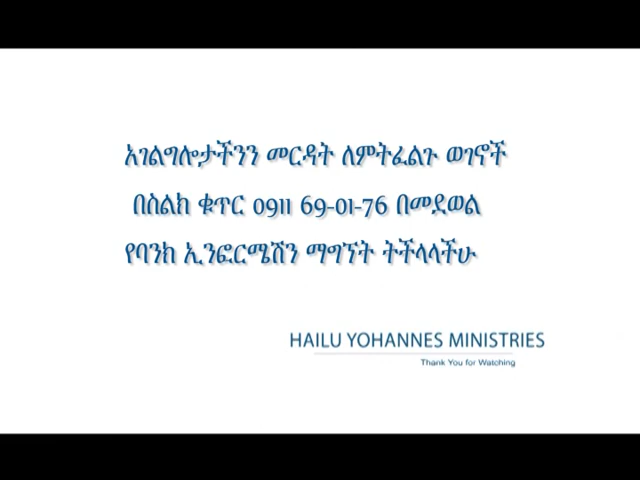 አገልግሎታችንን መርዳት ለምትፈልጉ ወገኖች
በስልክ ቁጥር 0911 69-01-76 በመደወል
የባንክ ኢንፎርሜሽን ማግኘት ትችላላችሁ
HAILU YOHANNES MINISTRIES
Thank You for Watching